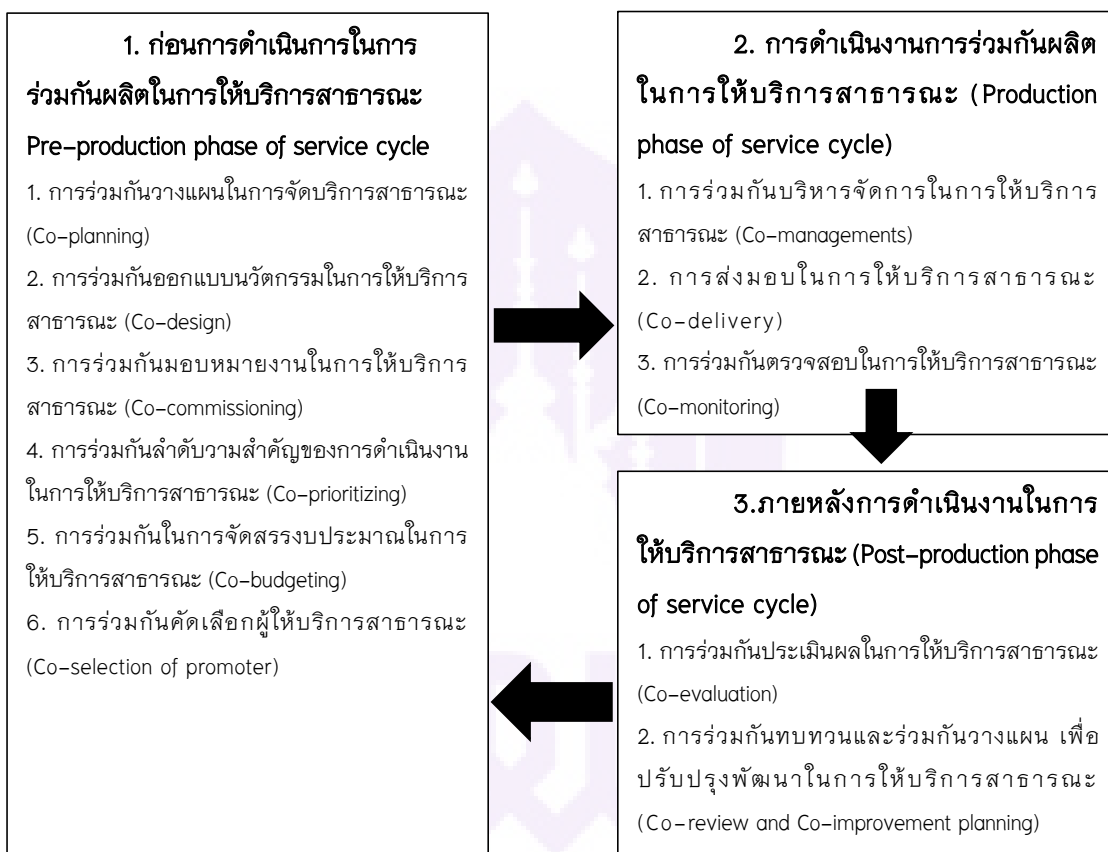 1. ก่อนการดำเนินการในการ
ร่วมกันผลิตในการให้บริการสาธารณะ
Pre-production phase of service cycle
1. การร่วมกันวางแผนในการจัดบริการสาธารณะ
(Co-planning)
2. การร่วมกันออกแบบนวัตกรรมในการให้บริการ
สาธารณะ (Co-design)
3. การร่วมกันมอบหมายงานในการให้บริการ
สาธารณะ (Co-commissioning)
4. การร่วมกันลำดับวามสำคัญของการดำเนินงาน
ในการให้บริการสาธารณะ (Co-prioritizing)
5. การร่วมกันในการจัดสรรงบประมาณในการ
ให้บริการสาธารณะ (Co-budgeting)
6. การร่วมกันคัดเลือกผู้ให้บริการสาธารณะ
(Co-selection of promoter)
2. การดำเนินงานการร่วมกันผลิต
ในการให้บริการสาธารณะ (Production
phase of service cycle)
1. การร่วมกันบริหารจัดการในการให้บริการ
สาธารณะ (Co-managements)
2. การส่งมอบในการให้บริการสาธารณะ
(Co-delivery)
3. การร่วมกันตรวจสอบในการให้บริการสาธารณะ
(Co-monitoring)
3.ภายหลังการดำเนินงานในการ
ให้บริการสาธารณะ (Post-production phase
of service cycle)
1. การร่วมกันประเมินผลในการให้บริการสาธารณะ
(Co-evaluation)
2. การร่วมกันทบทวนและร่วมกันวางแผน เพื่อ
ปรับปรุงพัฒนาในการให้บริการสาธารณะ
(Co-review and Co-improvement planning)